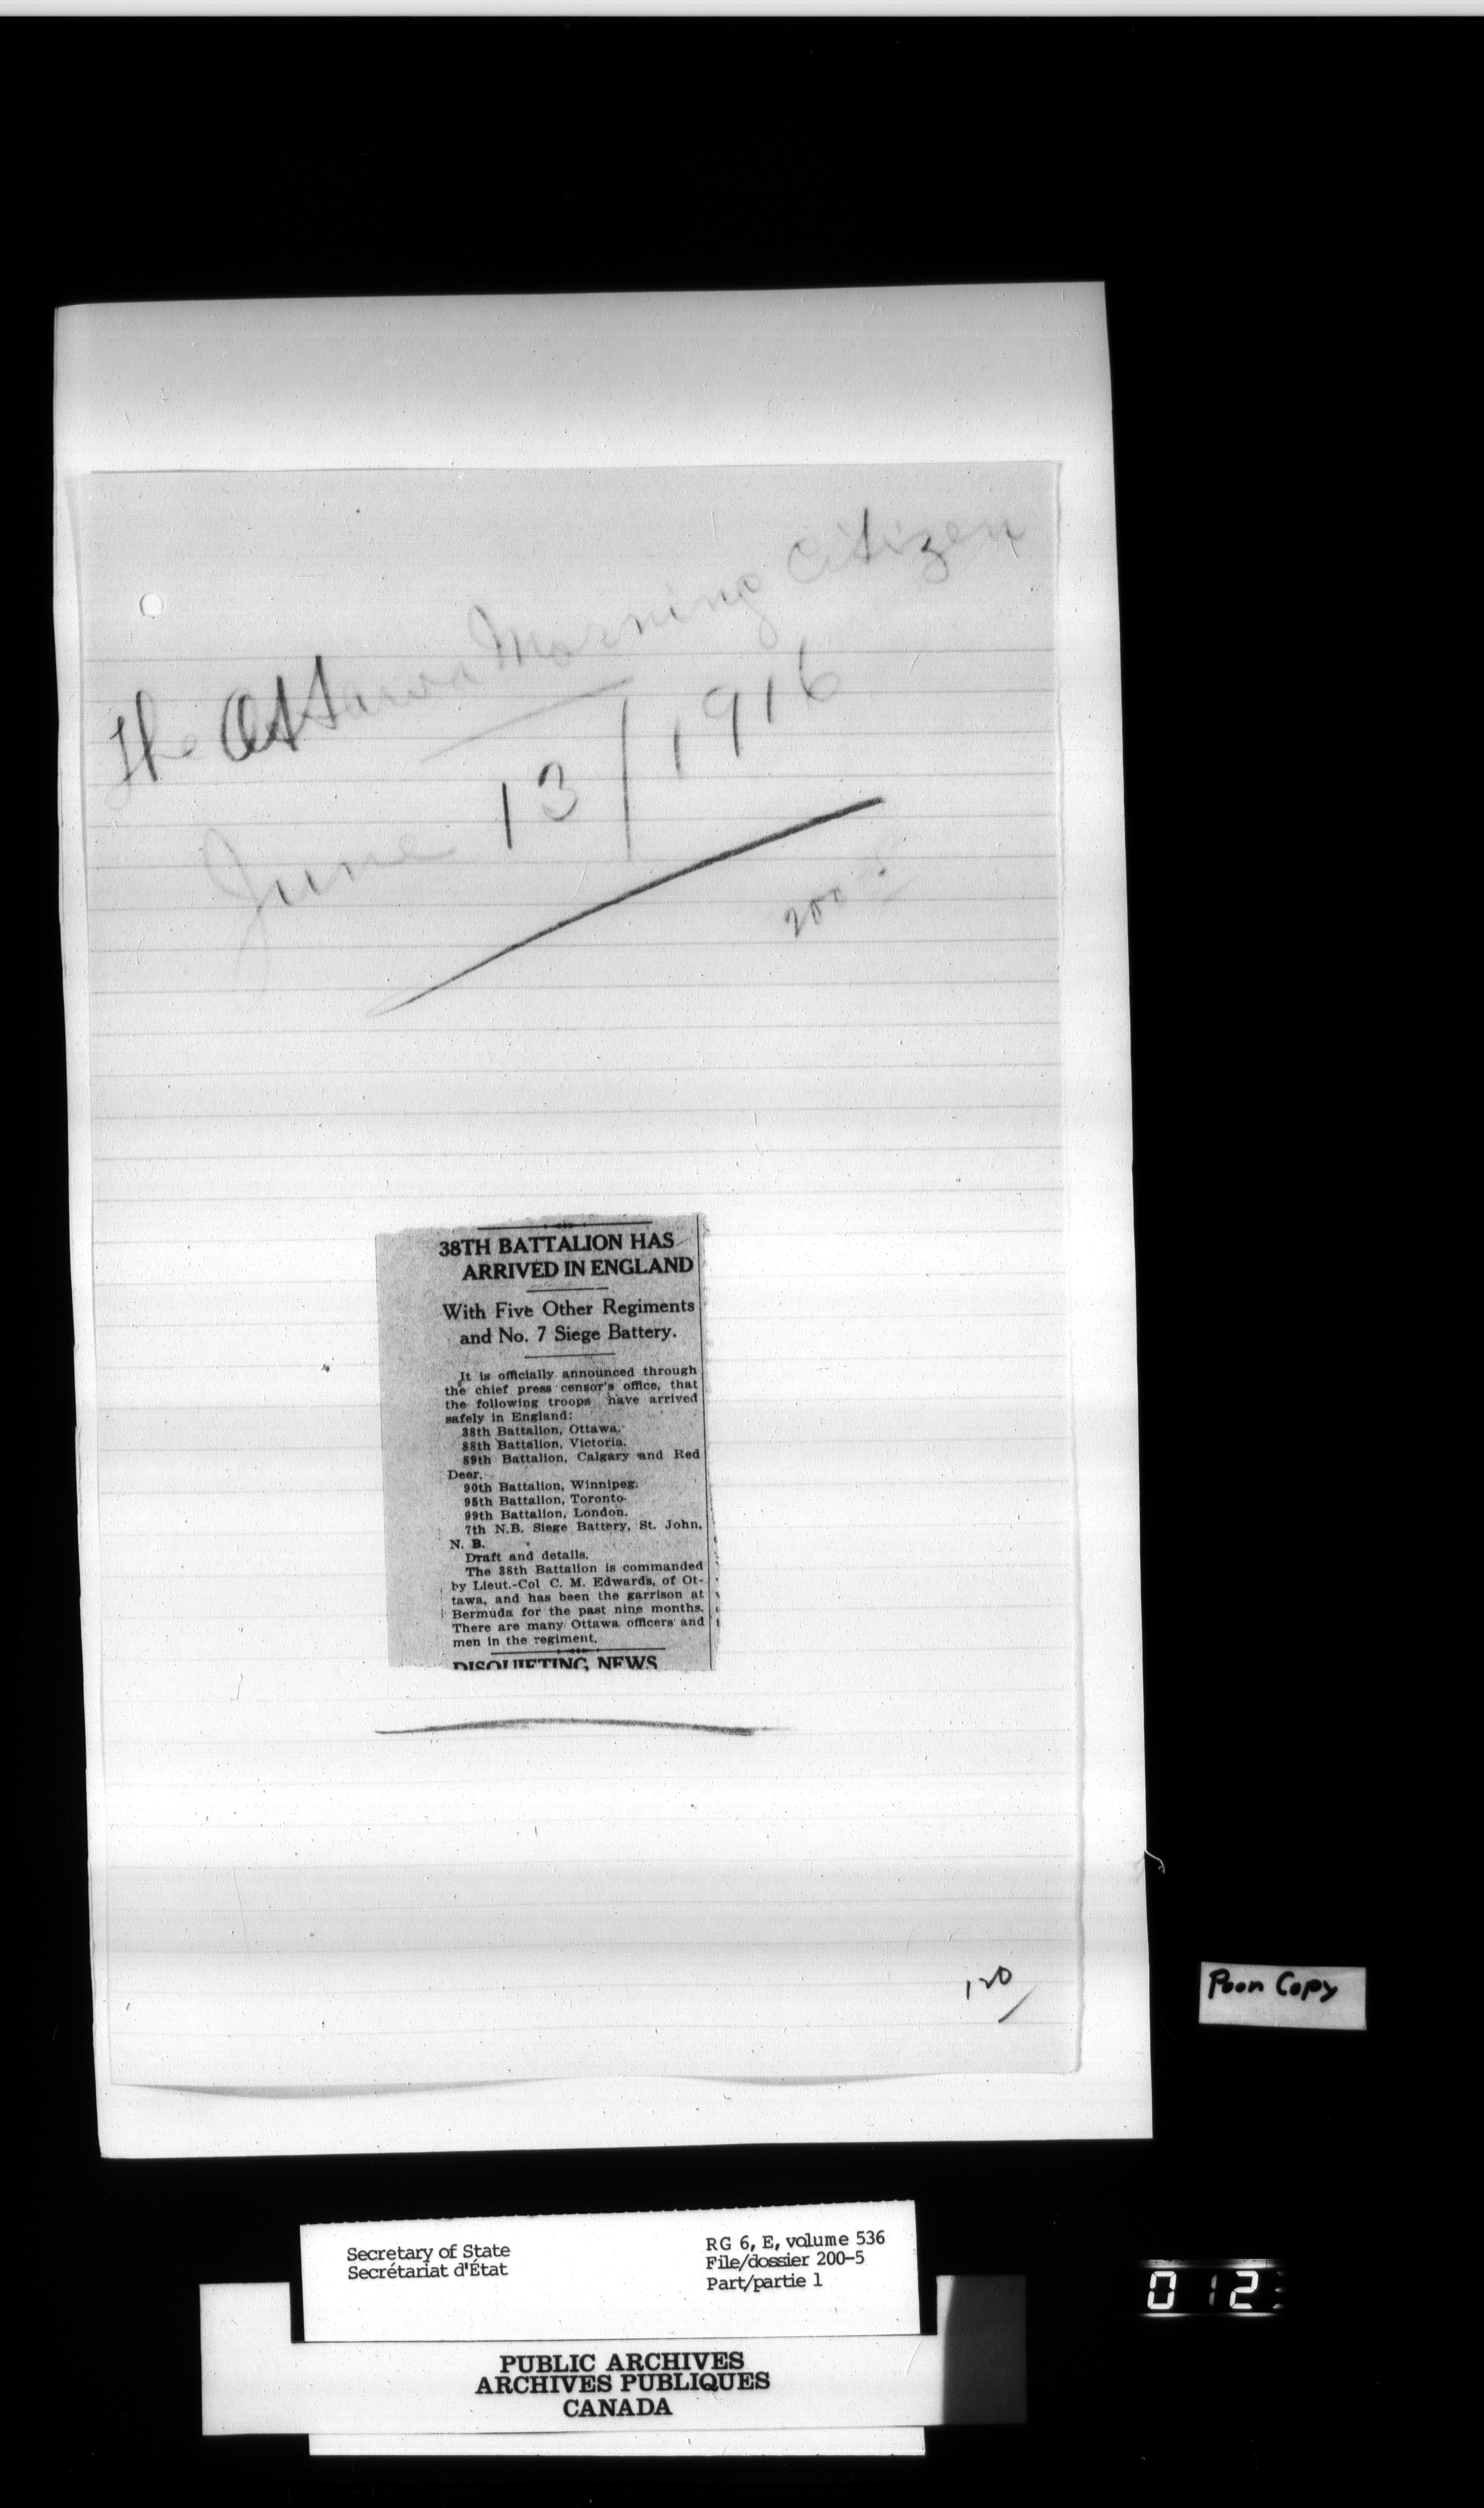 The Ottawa Morning Citizen
June 13/1916
200-5
38TH BATTALION HAS
ARRIVED IN ENGLAND
With Five Other Regiments
and No. 7 Siege Battery.
It is officially announced through
the chief press censor's office, that
the following troops have arrived
safely in England:
38th Battalion, Ottawa.
88th Battalion, Victoria.
89th Battalion, Calgary and Red
Deer.
90th Battalion, Winnipeg.
95th Battalion, Toronto
99th Battalion, London.
7th N.B. Siege Battery, St. John,
N. B.
Draft and details.
The 38th Battalion is commanded
by Lieut.-Col C. M. Edwards, of Ot-
tawa, and has been the garrison at
Bermuda for the past nine months.
There are many Ottawa officers and
men in the regiment.
DISQUIETING NEWS
120
Poor Copy
Secretary of State
Secrétariat d'État
RG 6, E, volume 536
File/dossier 200-5
Part/partie 1
012
PUBLIC ARCHIVES
ARCHIVES PUBLIQUES
CANADA